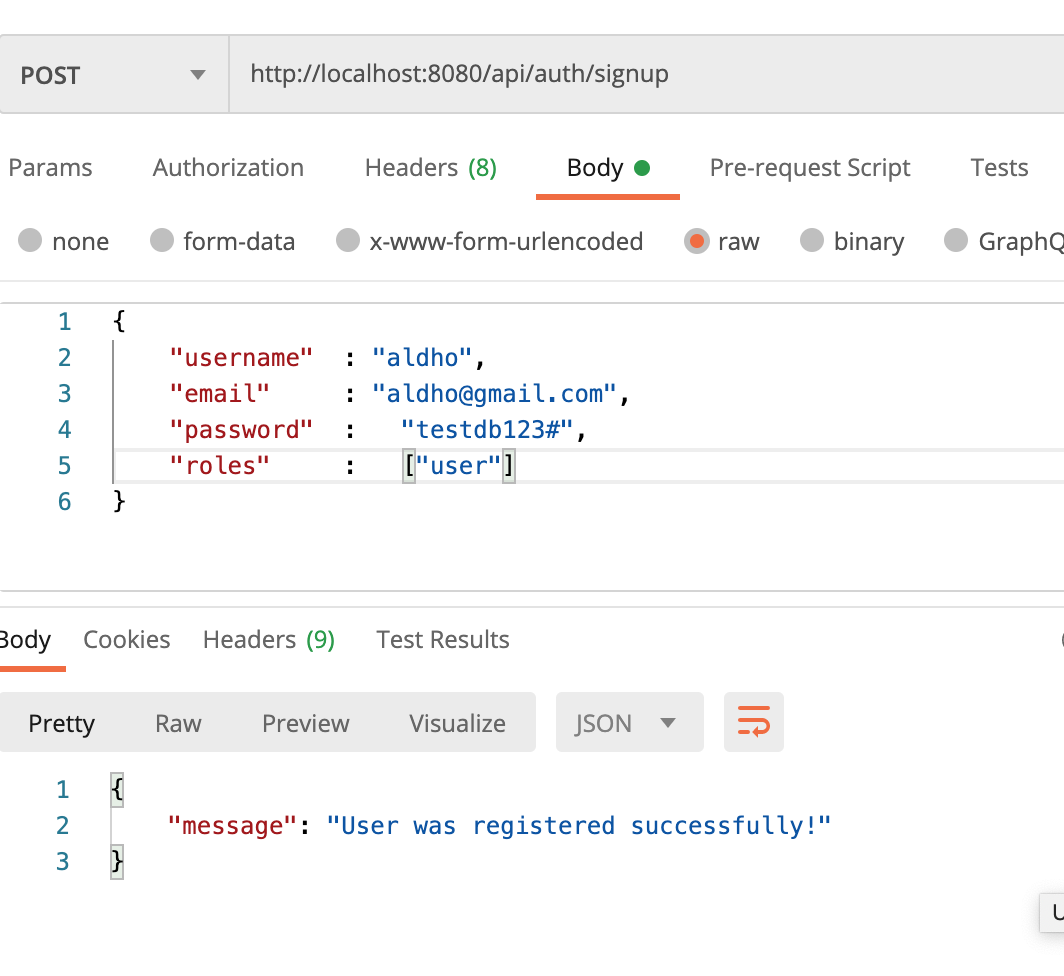 POST http://localhost:8080/api/auth/signup
Params Authorization Headers (8) Body Pre-request Script Tests
none form-data x-www-form-urlencoded raw binary GraphQ
1 {
2 "username" : "aldho",
3 "email" : "aldho@gmail.com",
4 "password" : "testdb123#",
5 "roles" : ["user"]
6 }
Body Cookies Headers (9) Test Results
Pretty Raw Preview Visualize JSON
1 {
2 "message": "User was registered successfully!"
3 }
U